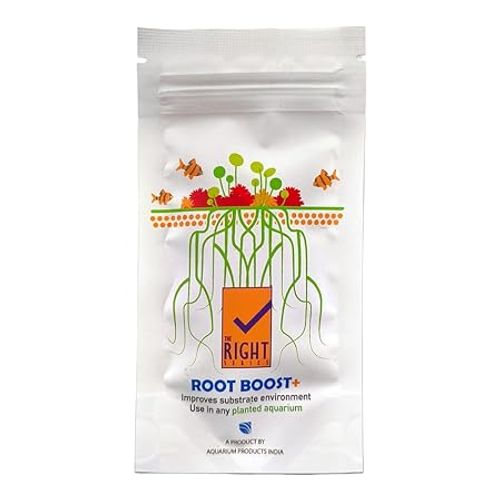 THE
RIGHT
SERIES
ROOT BOOST+
Improves substrate environment
Use in any planted aquarium
A PRODUCT BY
AQUARIUM PRODUCTS INDIA